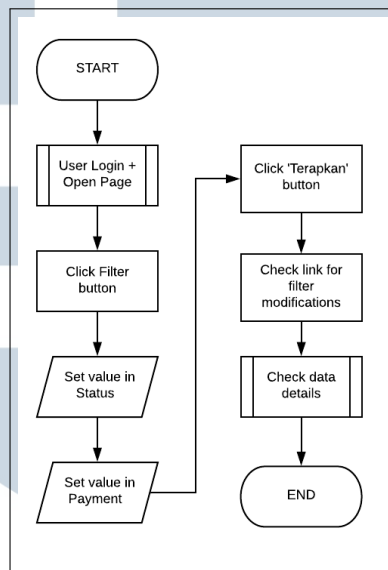 START
User Login +
Open Page
Click Filter
button
Set value in
Status
Set value in
Payment
Click 'Terapkan'
button
Check link for
filter
modifications
Check data
details
END